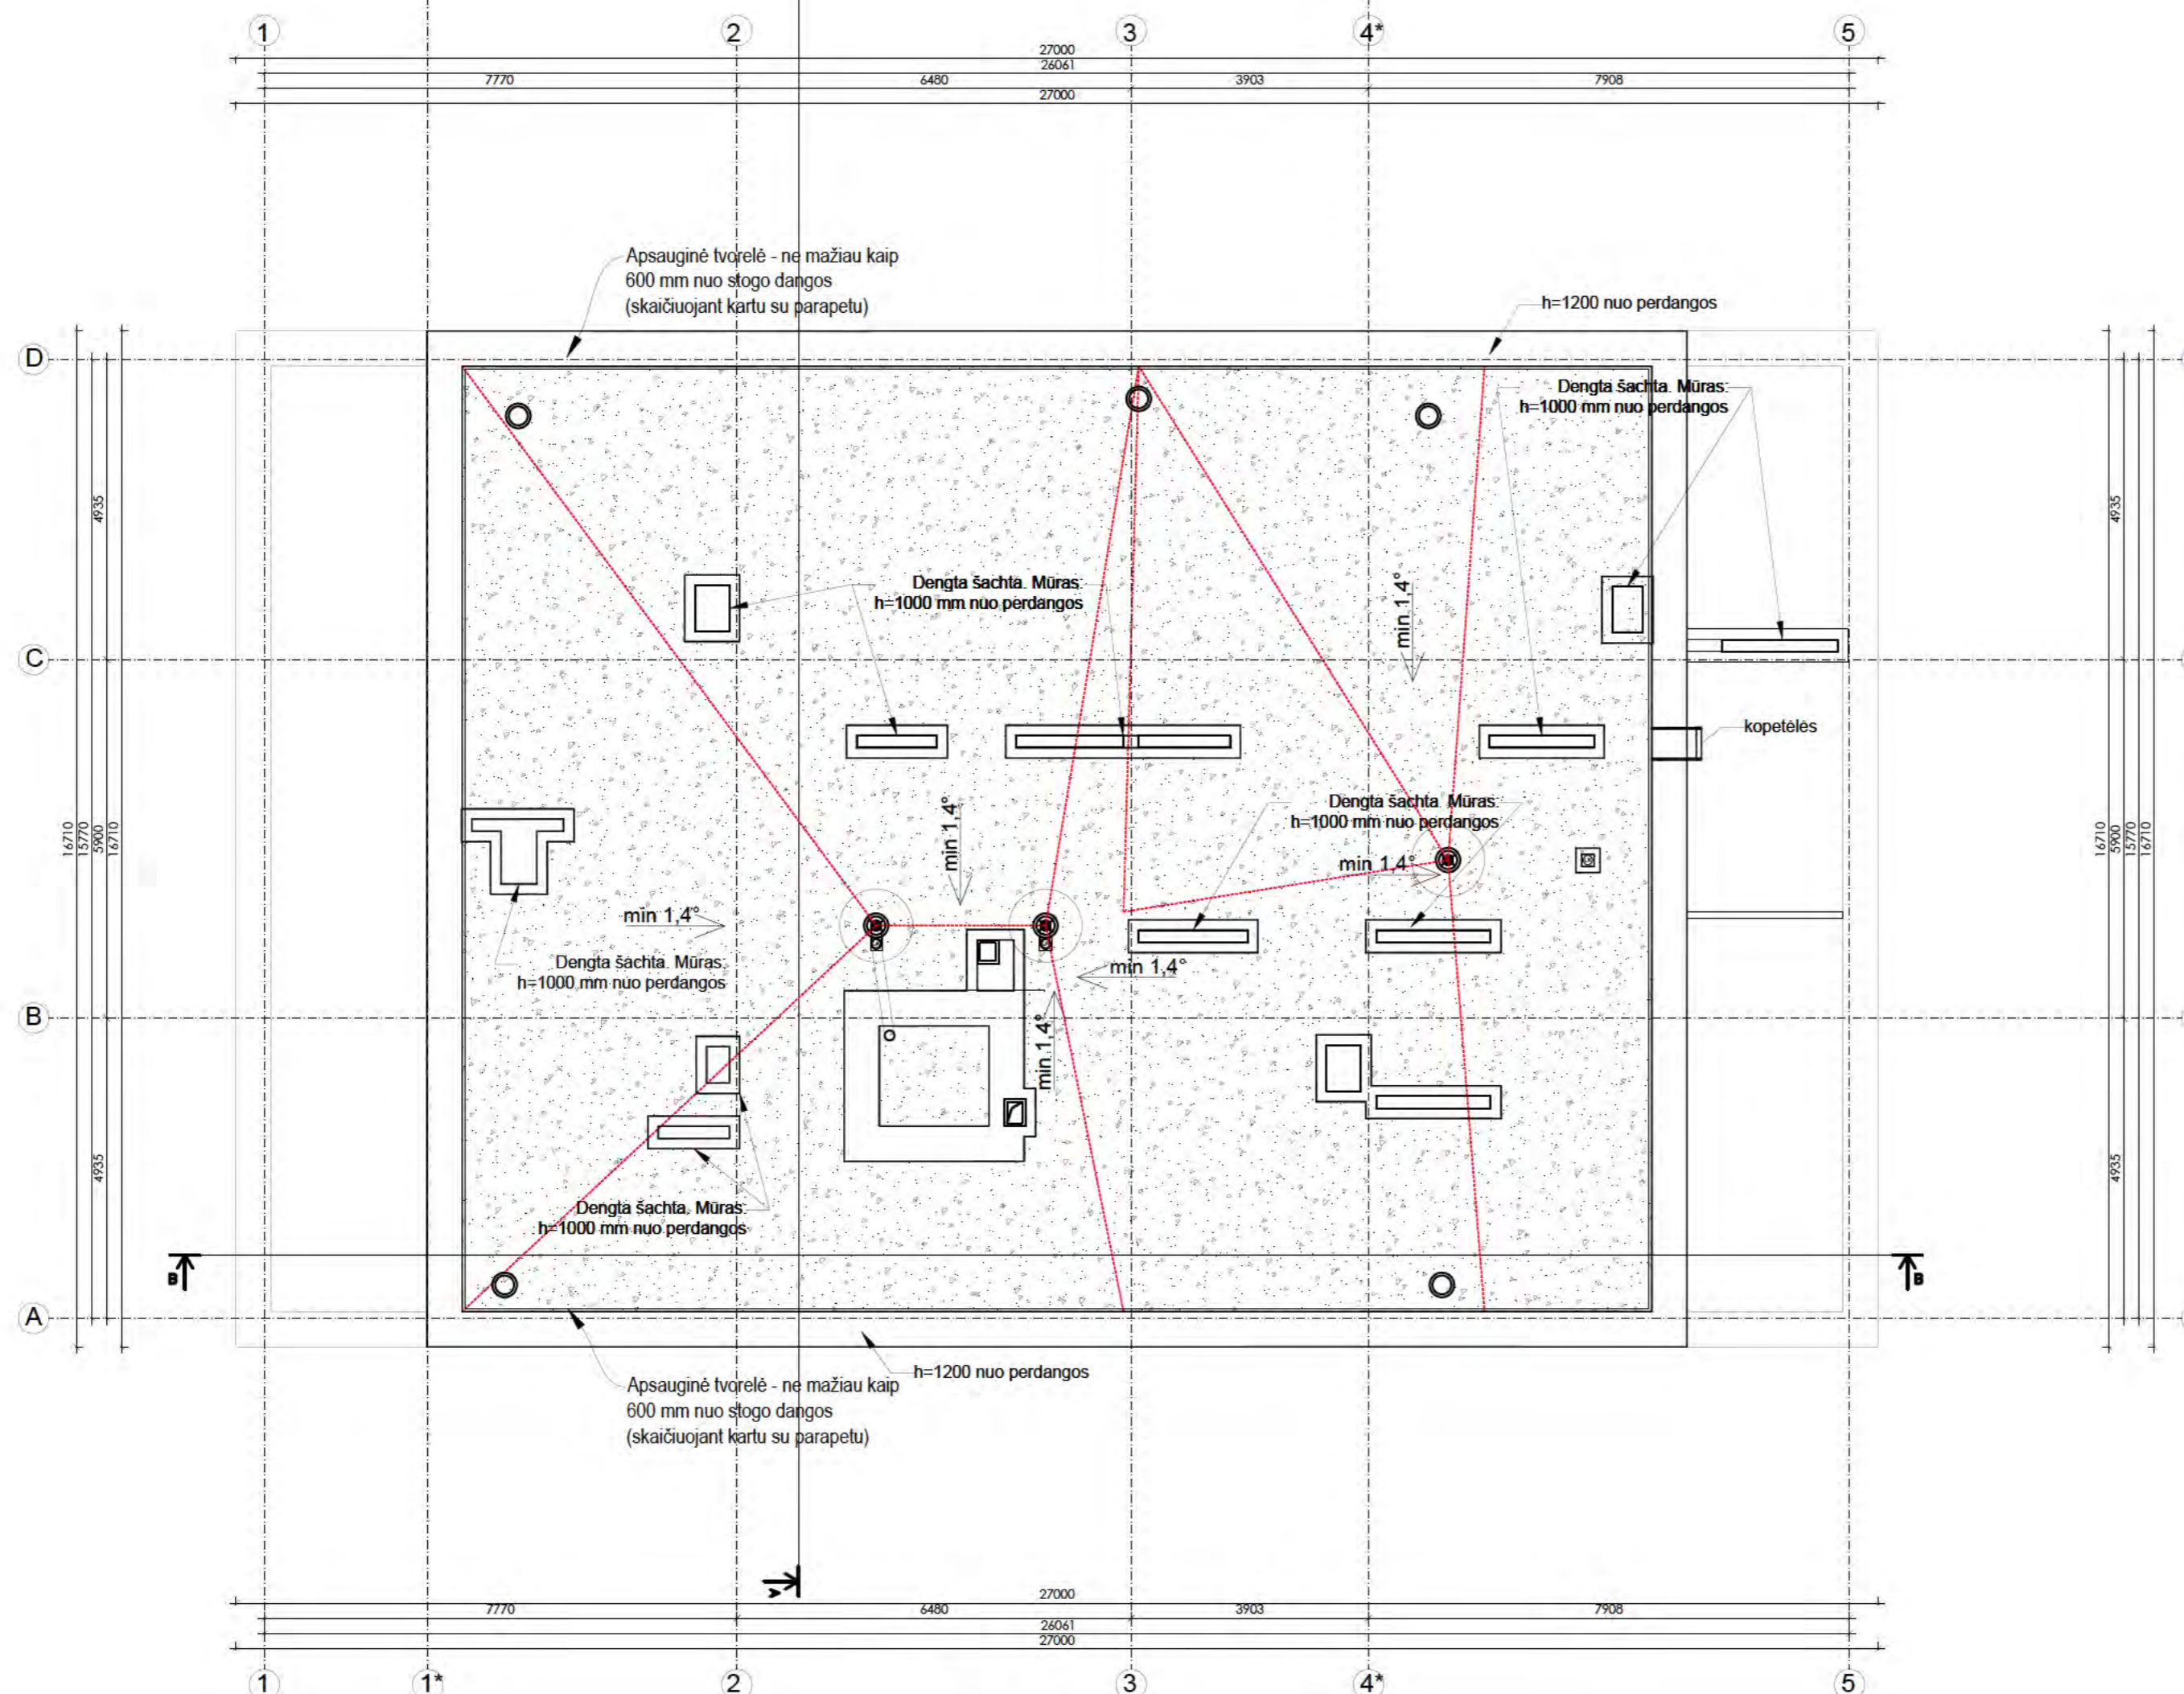 1
2
3
4*
5
27000
26061
7770
6480
3903
7908
27000
Apsauginė tvorelė - ne mažiau kaip
600 mm nuo stogo dangos
(skaičiuojant kartu su parapetu)
h=1200 nuo perdangos
D
Dengta šachta. Mūras:
h=1000 mm nuo perdangos
4935
4935
Dengta šachta. Mūras:
h=1000 mm nuo perdangos
min 1,4°
C
kopetėlės
min 1,4°
Dengta šachta. Mūras:
h=1000 mm nuo perdangos
16710
15770
5900
16710
16710
5900
15770
16710
min 1,4°
min 1,4°
Dengta šachta. Mūras:
h=1000 mm nuo perdangos
min 1,4°
B
min 1,4°
4935
4935
Dengta šachta. Mūras:
h=1000 mm nuo perdangos
B
B
A
h=1200 nuo perdangos
Apsauginė tvorelė - ne mažiau kaip
600 mm nuo stogo dangos
(skaičiuojant kartu su parapetu)
A
27000
7770
6480
3903
7908
26061
27000
1
1*
2
3
4*
5